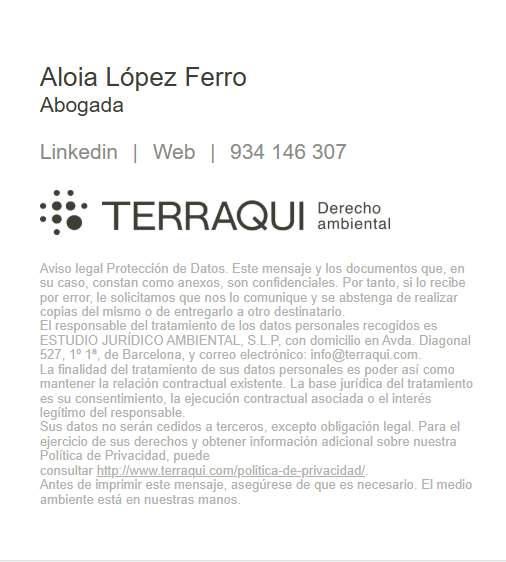 Aloia López Ferro
Abogada
Linkedin | Web | 934 146 307
TERRAQUI Derecho
ambiental
Aviso legal Protección de Datos. Este mensaje y los documentos que, en
su caso, constan como anexos, son confidenciales. Por tanto, si lo recibe
por error, le solicitamos que nos lo comunique y se abstenga de realizar
copias del mismo o de entregarlo a otro destinatario.
El responsable del tratamiento de los datos personales recogidos es
ESTUDIO JURÍDICO AMBIENTAL, S.L.P, con domicilio en Avda. Diagonal
527, 1º 1ª, de Barcelona, y correo electrónico: info@terraqui.com.
La finalidad del tratamiento de sus datos personales es poder así como
mantener la relación contractual existente. La base jurídica del tratamiento
es su consentimiento, la ejecución contractual asociada o el interés
legítimo del responsable.
Sus datos no serán cedidos a terceros, excepto obligación legal. Para el
ejercicio de sus derechos y obtener información adicional sobre nuestra
Política de Privacidad, puede
consultar http://www.terraqui.com/politica-de-privacidad/.
Antes de imprimir este mensaje, asegúrese de que es necesario. El medio
ambiente está en nuestras manos.